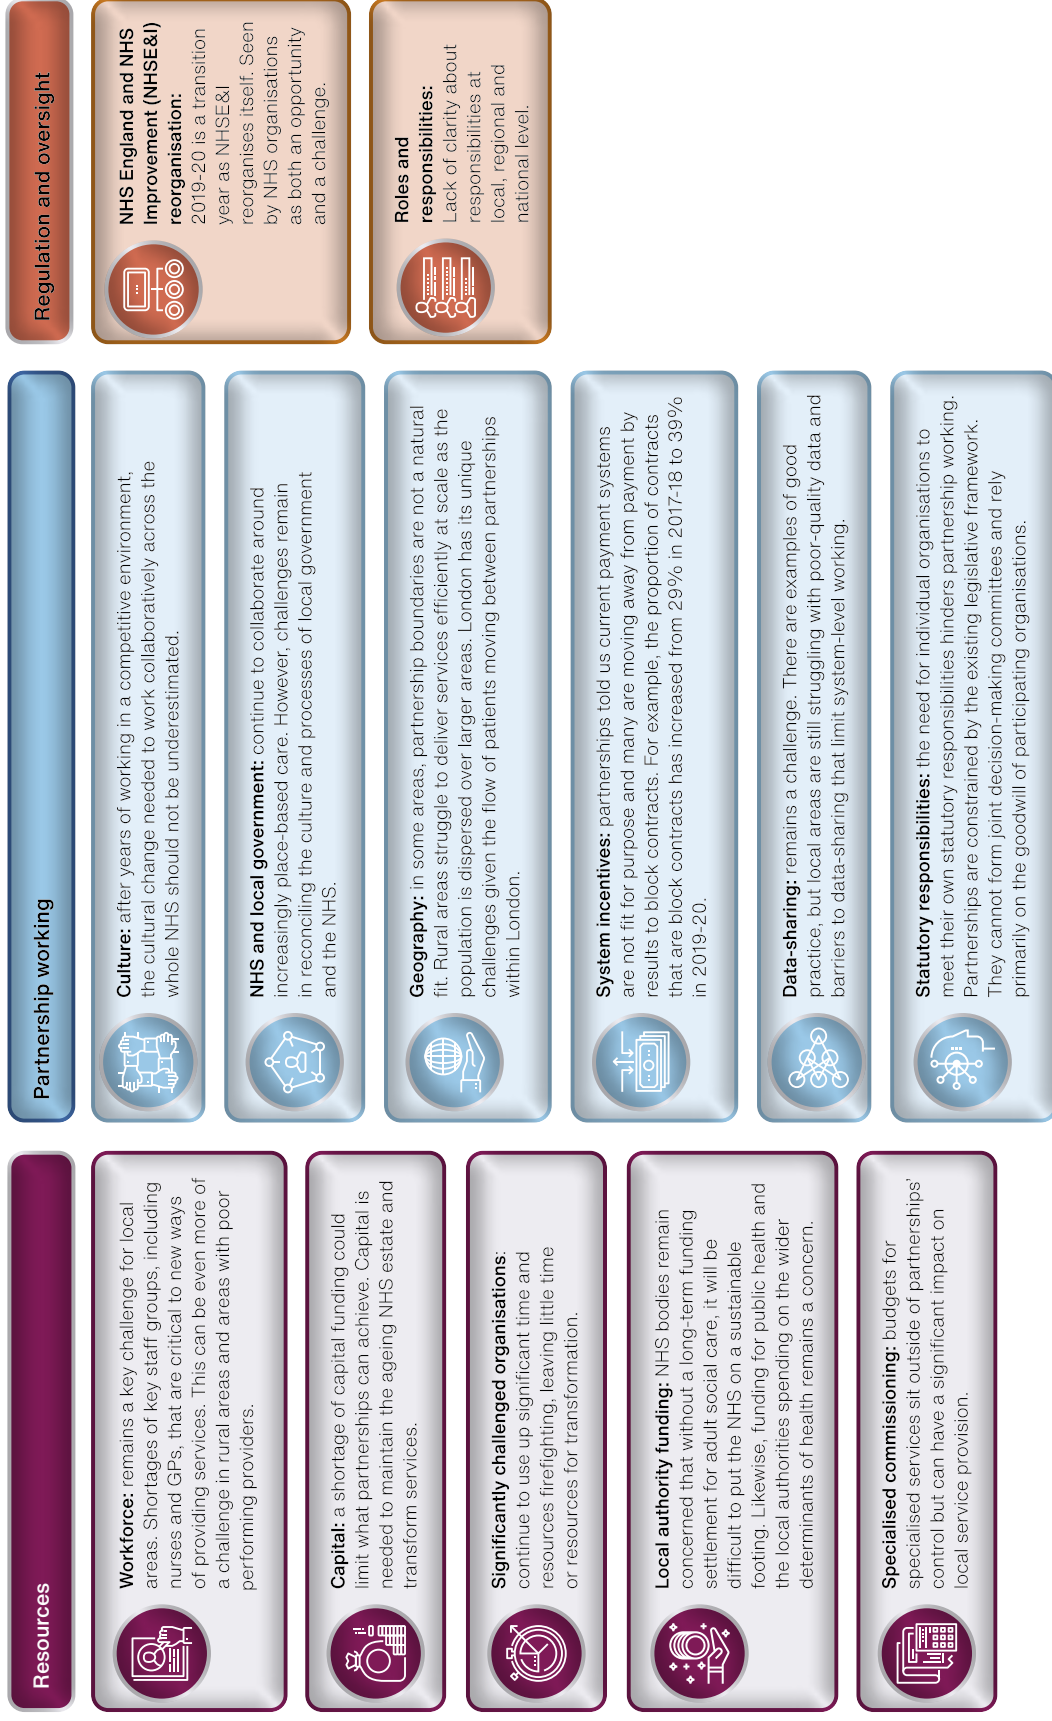 Resources
Workforce: remains a key challenge for local
areas. Shortages of key staff groups, including
nurses and GPs, that are critical to new ways
of providing services. This can be even more of
a challenge in rural areas and areas with poor
performing providers.
Capital: a shortage of capital funding could
limit what partnerships can achieve. Capital is
needed to maintain the ageing NHS estate and
transform services.
Significantly challenged organisations:
continue to use up significant time and
resources firefighting, leaving little time
or resources for transformation.
Local authority funding: NHS bodies remain
concerned that without a long-term funding
settlement for adult social care, it will be
difficult to put the NHS on a sustainable
footing. Likewise, funding for public health and
the local authorities spending on the wider
determinants of health remains a concern.
Specialised commissioning: budgets for
specialised services sit outside of partnerships’
control but can have a significant impact on
local service provision.
Partnership working
Culture: after years of working in a competitive environment,
the cultural change needed to work collaboratively across the
whole NHS should not be underestimated.
NHS and local government: continue to collaborate around
increasingly place-based care. However, challenges remain
in reconciling the culture and processes of local government
and the NHS.
Geography: in some areas, partnership boundaries are not a natural
fit. Rural areas struggle to deliver services efficiently at scale as the
population is dispersed over larger areas. London has its unique
challenges given the flow of patients moving between partnerships
within London.
System incentives: partnerships told us current payment systems
are not fit for purpose and many are moving away from payment by
results to block contracts. For example, the proportion of contracts
that are block contracts has increased from 29% in 2017-18 to 39%
in 2019-20.
Data-sharing: remains a challenge. There are examples of good
practice, but local areas are still struggling with poor-quality data and
barriers to data-sharing that limit system-level working.
Statutory responsibilities: the need for individual organisations to
meet their own statutory responsibilities hinders partnership working.
Partnerships are constrained by the existing legislative framework.
They cannot form joint decision-making committees and rely
primarily on the goodwill of participating organisations.
Regulation and oversight
NHS England and NHS
Improvement (NHSE&I)
reorganisation:
2019-20 is a transition
year as NHSE&I
reorganises itself. Seen
by NHS organisations
as both an opportunity
and a challenge.
Roles and
responsibilities:
Lack of clarity about
responsibilities at
local, regional and
national level.